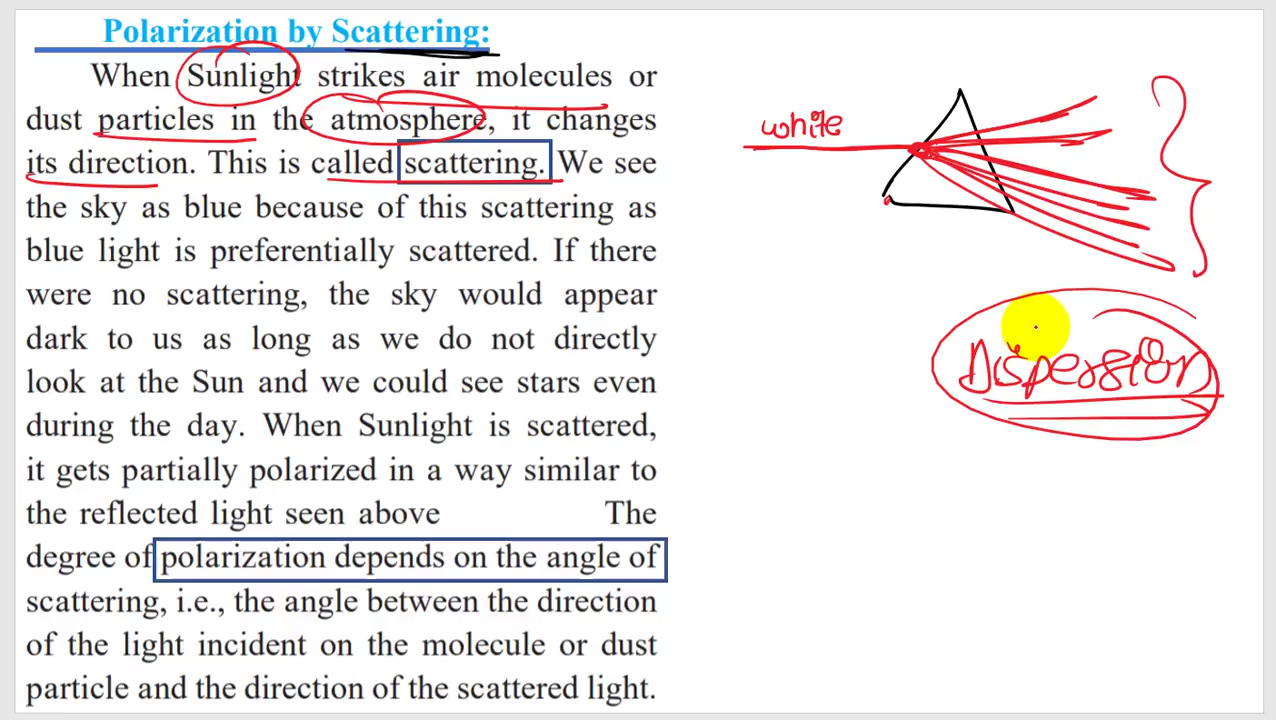 Polarization by Scattering:
When Sunlight strikes air molecules or
dust particles in the atmosphere, it changes
its direction. This is called scattering. We see
the sky as blue because of this scattering as
blue light is preferentially scattered. If there
were no scattering, the sky would appear
dark to us as long as we do not directly
look at the Sun and we could see stars even
during the day. When Sunlight is scattered,
it gets partially polarized in a way similar to
the reflected light seen above The
degree of polarization depends on the angle of
scattering, i.e., the angle between the direction
of the light incident on the molecule or dust
particle and the direction of the scattered light.
white
Dispersion